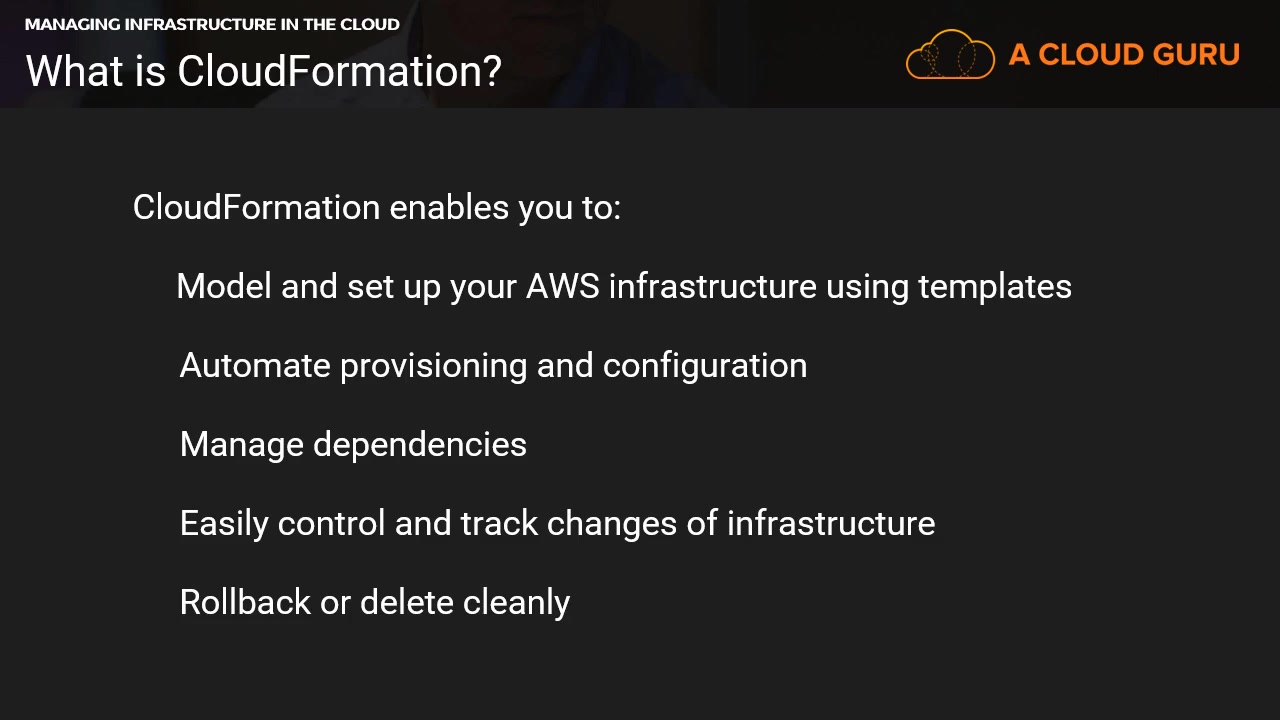 MANAGING INFRASTRUCTURE IN THE CLOUD
What is CloudFormation?
A CLOUD GURU
CloudFormation enables you to:
Model and set up your AWS infrastructure using templates
Automate provisioning and configuration
Manage dependencies
Easily control and track changes of infrastructure
Rollback or delete cleanly